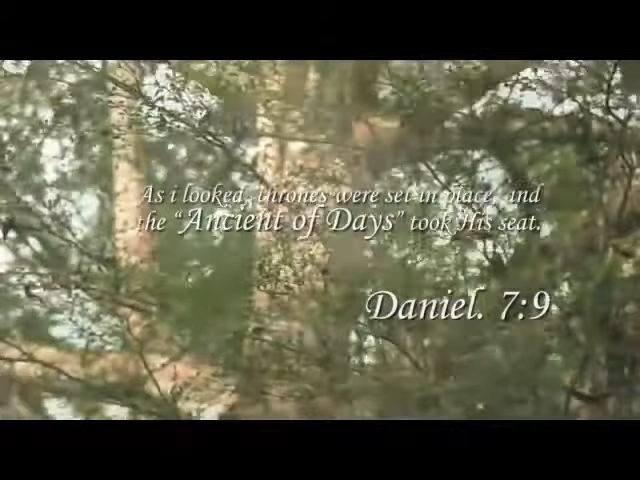 As i looked, thrones were set in place, and
the “Ancient of Days” took His seat.
Daniel. 7:9